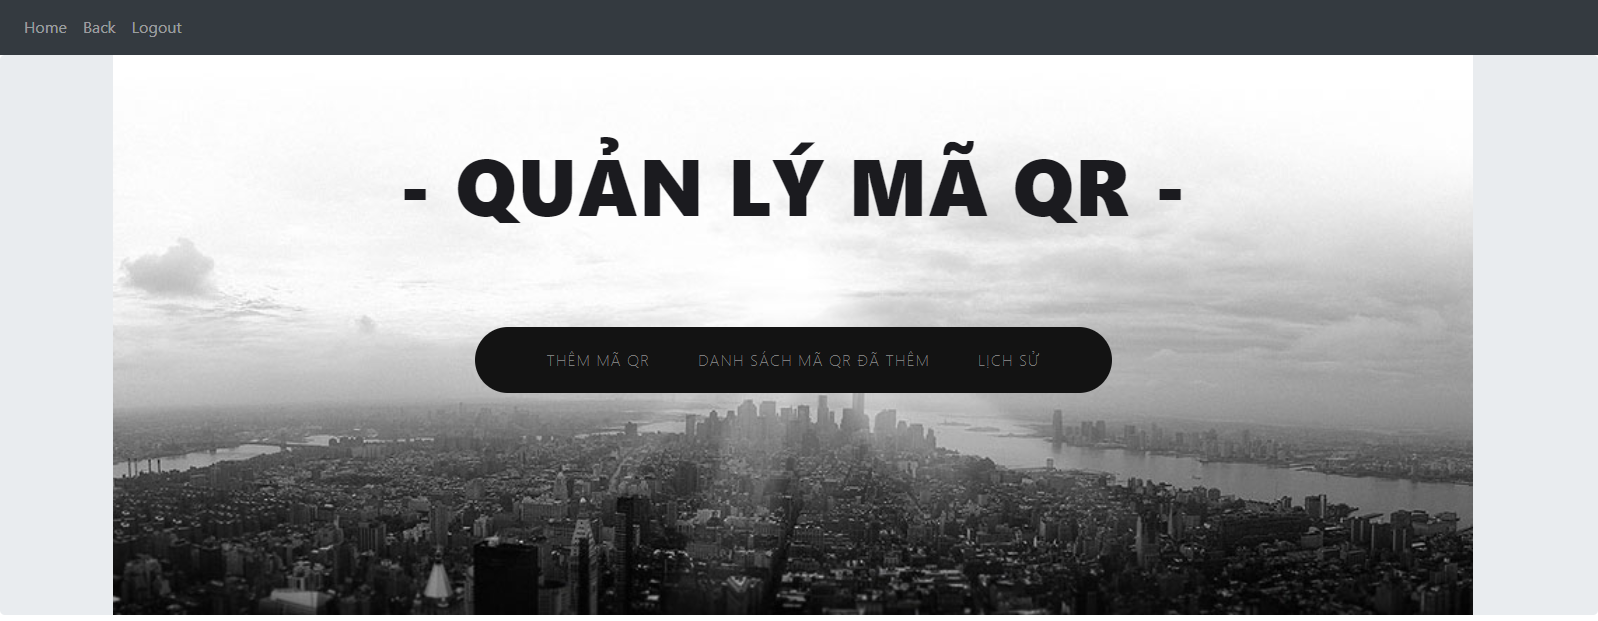 Home Back Logout
- QUẢN LÝ MÃ QR -
THÊM MÃ QR DANH SÁCH MÃ QR ĐÃ THÊM LỊCH SỬ